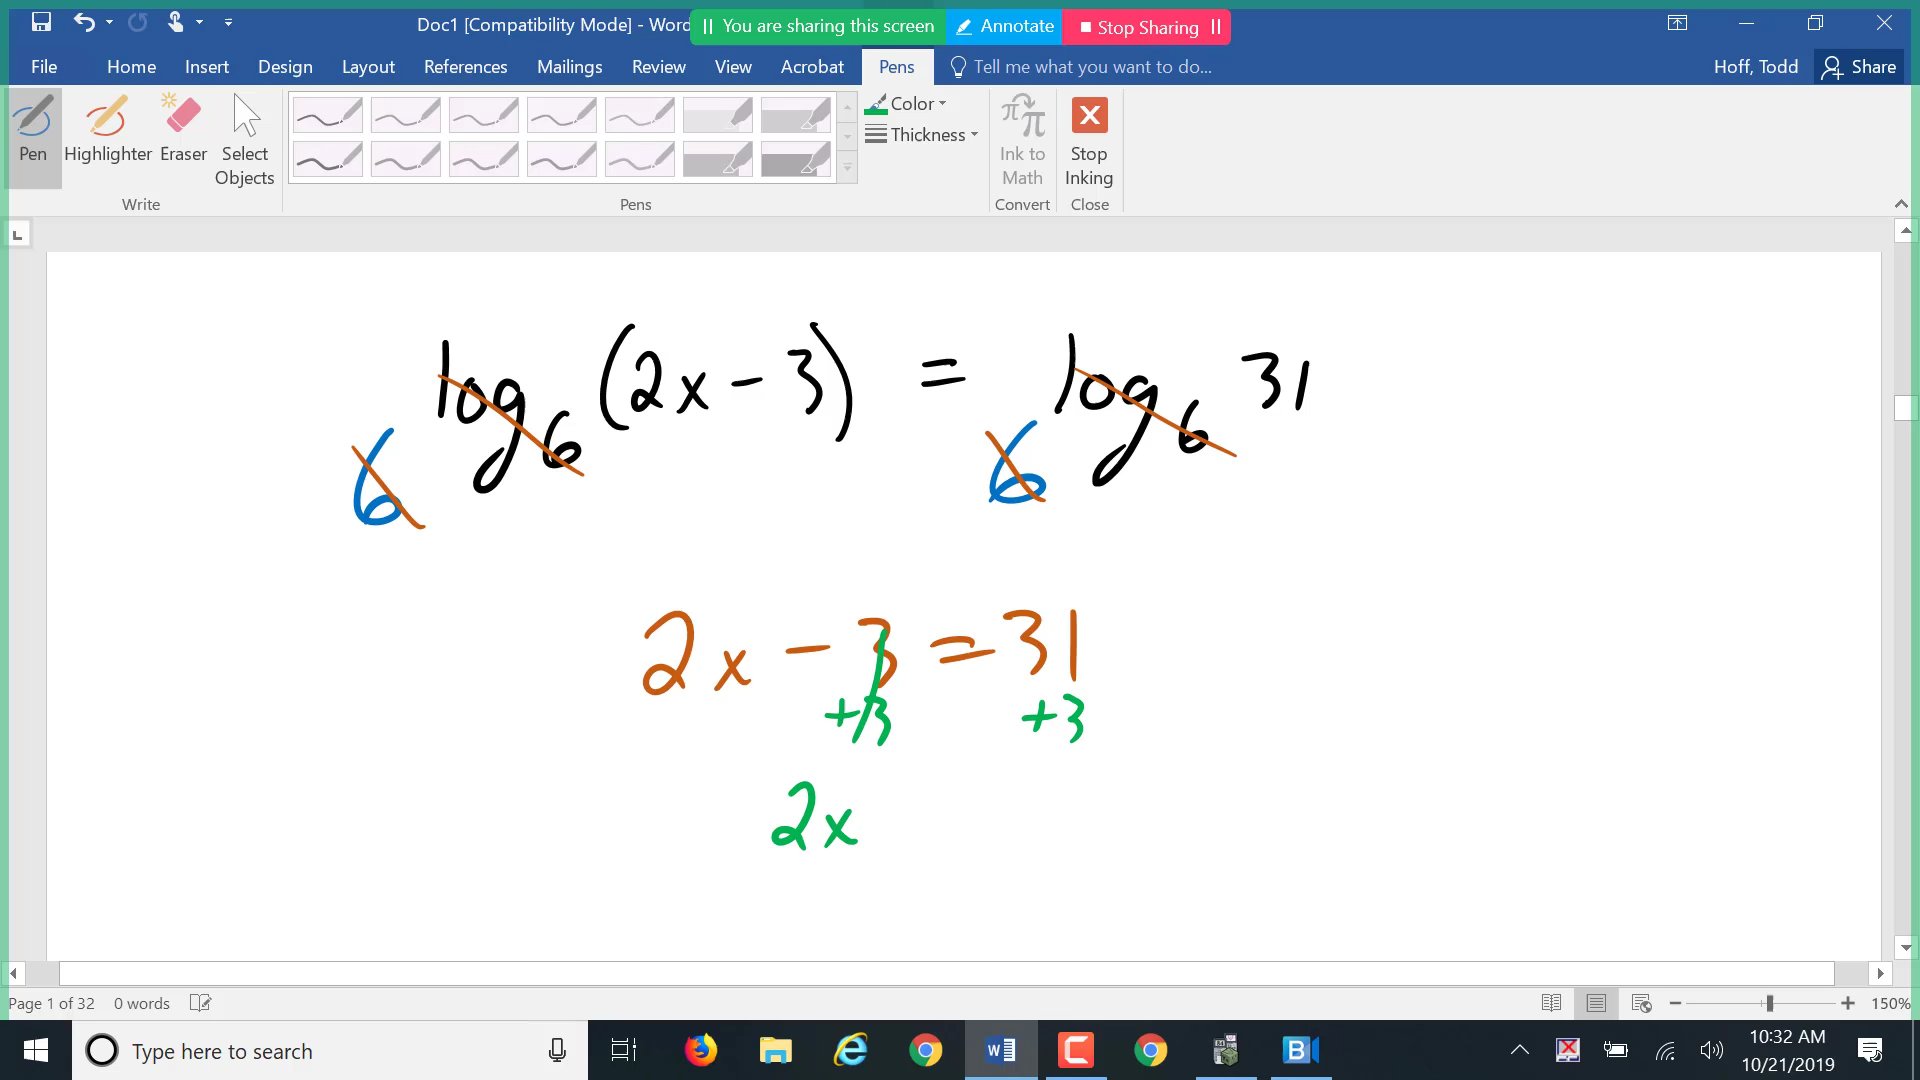 Doc1 [Compatibility Mode] - Word
You are sharing this screen
Annotate
Stop Sharing
File Home Insert Design Layout References Mailings Review View Acrobat Pens Tell me what you want to do... Hoff, Todd Share
Pen Highlighter Eraser Select Objects
Color
Thickness
Ink to Math
Stop Inking
Write Pens Convert Close
log₆ (2x - 3) = log₆ 31
6 6
2x - 3 = 31
+3 +3
2x
Page 1 of 32 0 words 150%
Type here to search
10:32 AM
10/21/2019